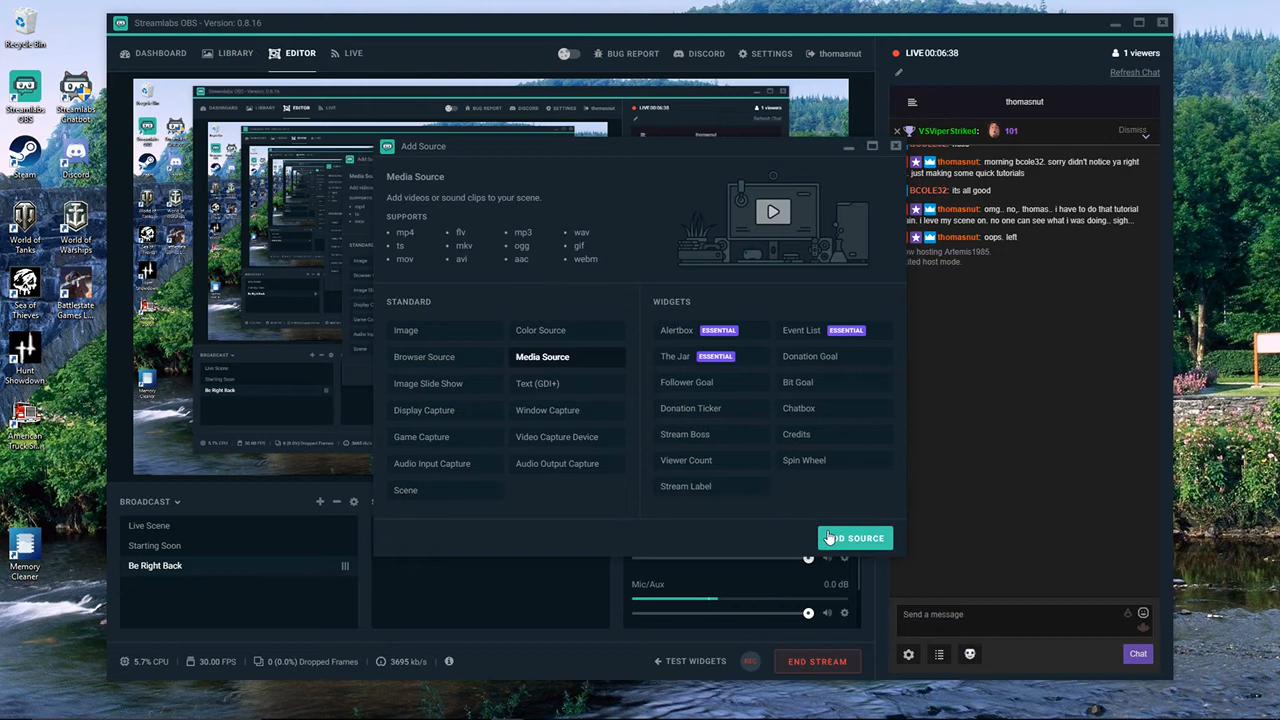 Recycle Bin
Streamlabs OBS
Streamlabs Chatbot
Steam
Discord
World of Tanks
World of Warships
Sea of Thieves
Battlestate Games L...
Hunt Showdown
American Truck Si...
Memory Cleaner
Streamlabs OBS - Version: 0.8.16
DASHBOARD
LIBRARY
EDITOR
LIVE
BUG REPORT
DISCORD
SETTINGS
thomasnut
LIVE 00:06:38
1 viewers
Refresh Chat
thomasnut
VSViperStriked: 101
Dismiss
thomasnut: morning bcole32. sorry didn't notice ya right
. just making some quick tutorials
BCOLE32: its all good
thomasnut: omg.. no,, thomas.. i have to do that tutorial
in. i love my scene on. no one can see what i was doing.. sigh...
thomasnut: oops. left
ow hosting Artemis1985.
ited host mode.
Send a message
Chat
Add Source
Media Source
Add videos or sound clips to your scene.
SUPPORTS
mp4 flv mp3 wav
ts mkv ogg gif
mov avi aac webm
STANDARD
Image
Color Source
Browser Source
Media Source
Image Slide Show
Text (GDI+)
Display Capture
Window Capture
Game Capture
Video Capture Device
Audio Input Capture
Audio Output Capture
Scene
WIDGETS
Alertbox ESSENTIAL
Event List ESSENTIAL
The Jar ESSENTIAL
Donation Goal
Follower Goal
Bit Goal
Donation Ticker
Chatbox
Stream Boss
Credits
Viewer Count
Spin Wheel
Stream Label
DD SOURCE
BROADCAST
Live Scene
Starting Soon
Be Right Back
Mic/Aux
0.0 dB
5.7% CPU
30.00 FPS
0 (0.0%) Dropped Frames
3695 kb/s
TEST WIDGETS
REC
END STREAM